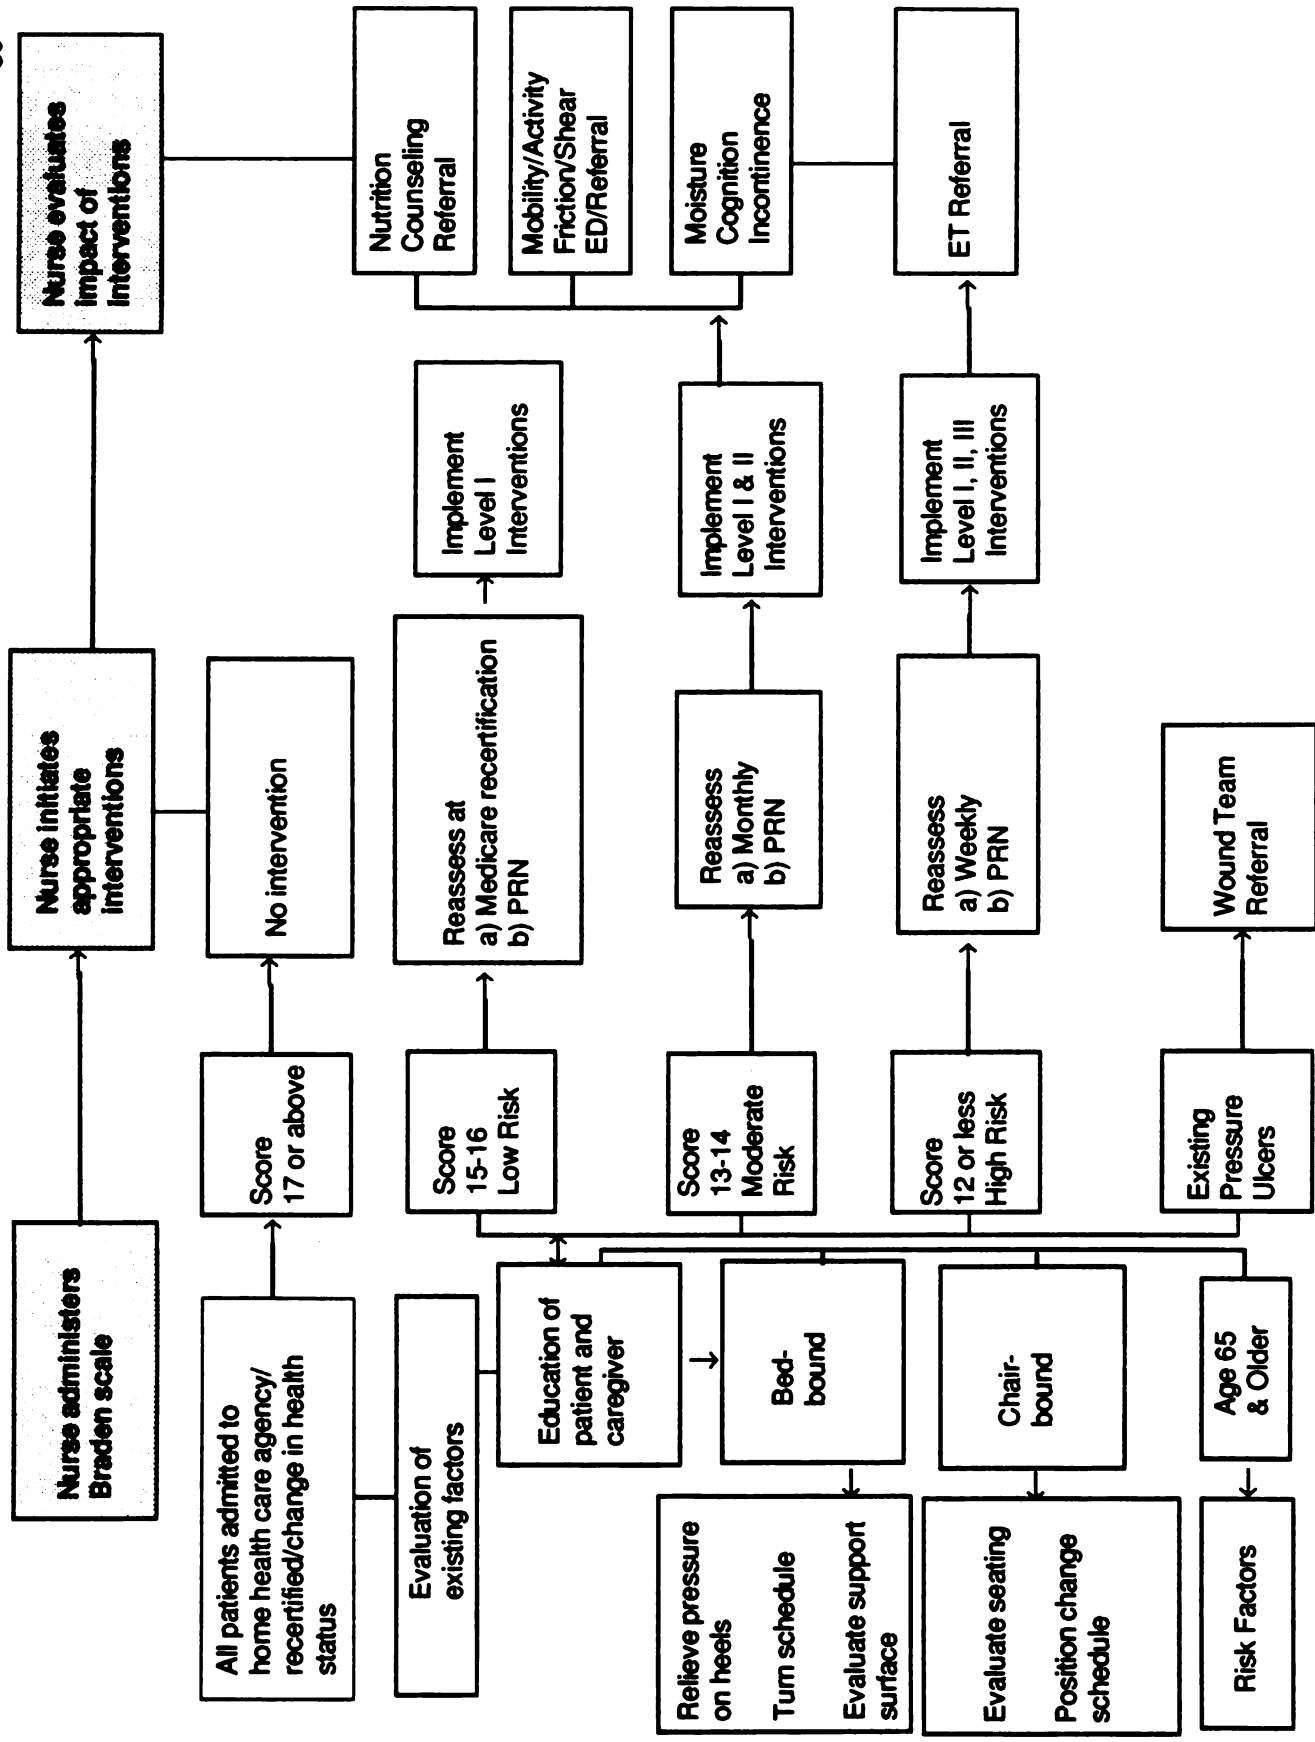 Nurse administers
Braden scale
Nurse initiates
appropriate
interventions
Nurse evaluates
impact of
interventions
All patients admitted to
home health care agency/
recertified/change in health
status
Score
17 or above
No intervention
Evaluation of
existing factors
Score
15-16
Low Risk
Reassess at
a) Medicare recertification
b) PRN
Implement
Level I
Interventions
Nutrition
Counseling
Referral
Education of
patient and
caregiver
Mobility/Activity
Friction/Shear
ED/Referral
Relieve pressure
on heels
Turn schedule
Evaluate support
surface
Bed-
bound
Score
13-14
Moderate
Risk
Reassess
a) Monthly
b) PRN
Implement
Level I & II
Interventions
Moisture
Cognition
Incontinence
Evaluate seating
Position change
schedule
Chair-
bound
Score
12 or less
High Risk
Reassess
a) Weekly
b) PRN
Implement
Level I, II, III
Interventions
ET Referral
Risk Factors
Age 65
& Older
Existing
Pressure
Ulcers
Wound Team
Referral